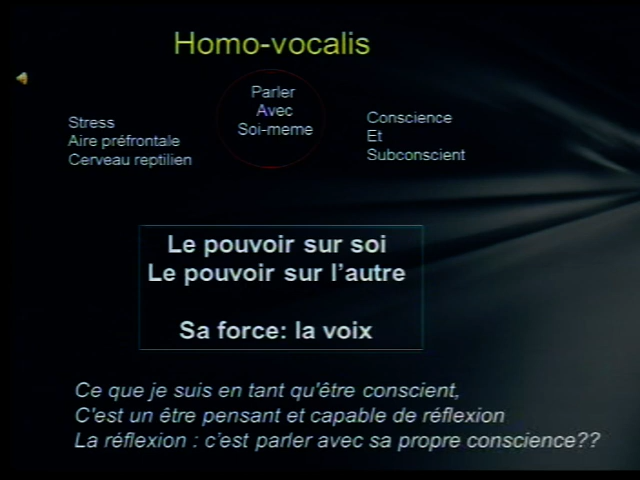 Homo-vocalis
Parler
Avec
Soi-meme
Stress
Aire préfrontale
Cerveau reptilien
Conscience
Et
Subconscient
Le pouvoir sur soi
Le pouvoir sur l'autre
Sa force: la voix
Ce que je suis en tant qu'être conscient,
C'est un être pensant et capable de réflexion
La réflexion : c'est parler avec sa propre conscience??